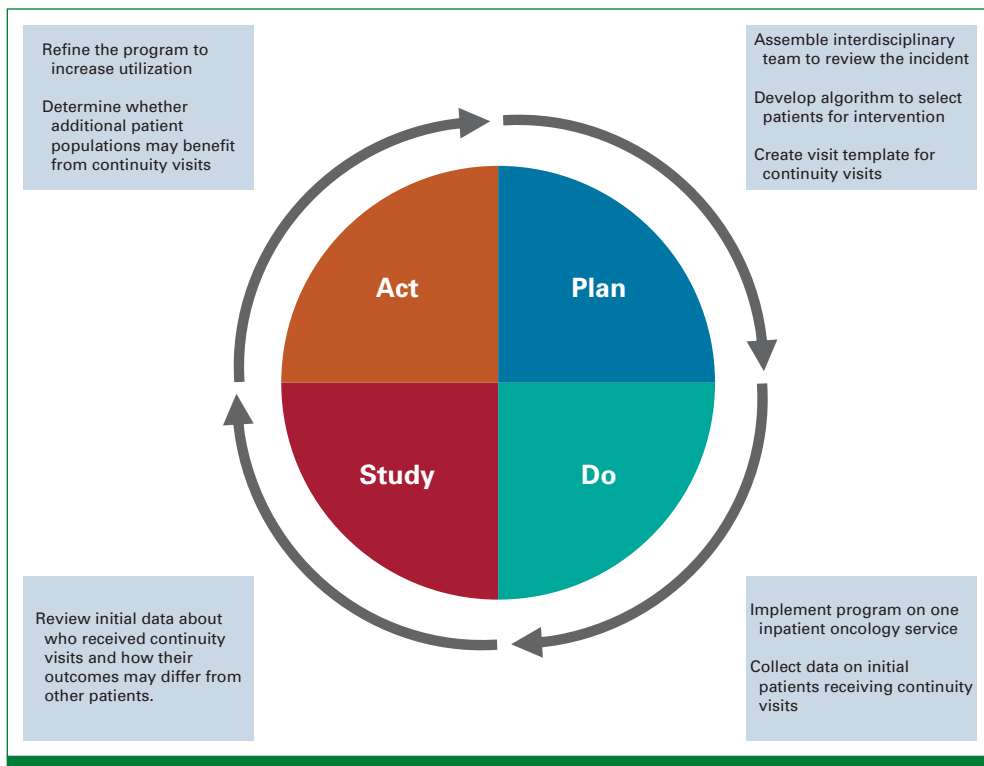 Refine the program to
increase utilization
Determine whether
additional patient
populations may benefit
from continuity visits
Assemble interdisciplinary
team to review the incident
Develop algorithm to select
patients for intervention
Create visit template for
continuity visits
Act
Plan
Study
Do
Review initial data about
who received continuity
visits and how their
outcomes may differ from
other patients.
Implement program on one
inpatient oncology service
Collect data on initial
patients receiving continuity
visits